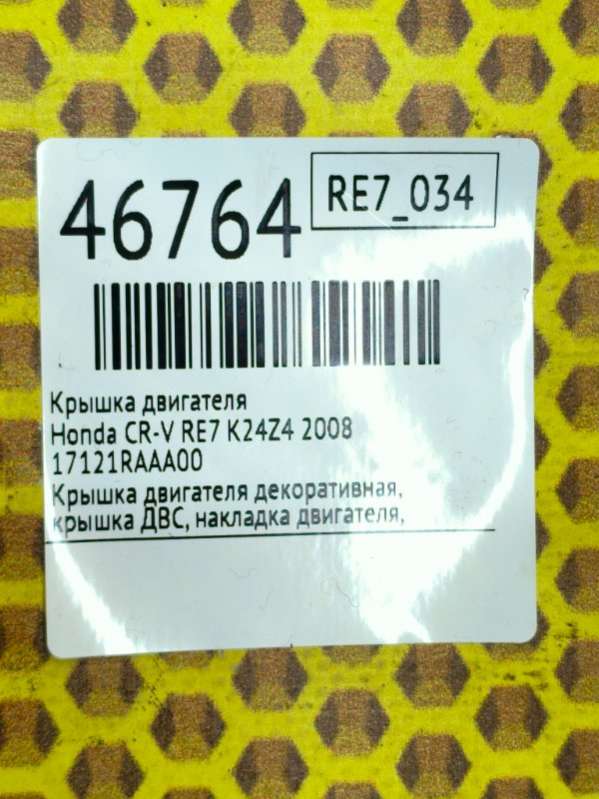 46764
RE7_034
Крышка двигателя
Honda CR-V RE7 K24Z4 2008
17121RAAA00
Крышка двигателя декоративная,
крышка ДВС, накладка двигателя,